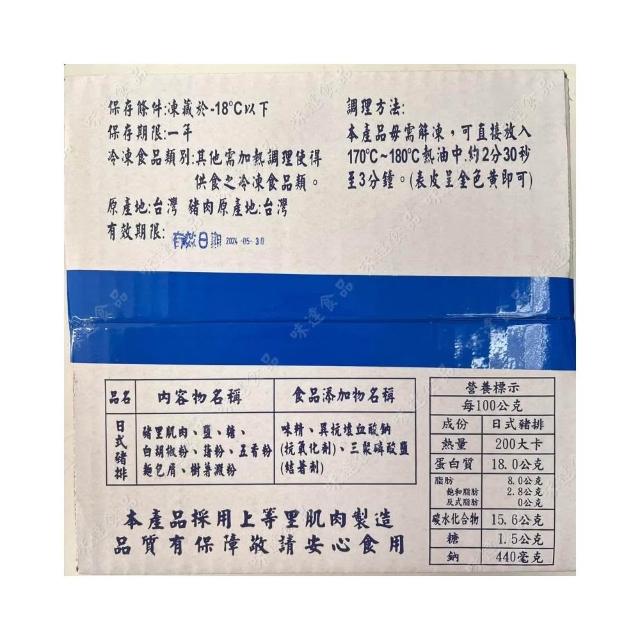 保存條件:凍藏於-18°C以下
保存期限:一年
冷凍食品類別:其他需加熱調理使得
供食之冷凍食品類。
原產地:台灣 豬肉原產地:台灣
有效期限:
有效日期 2024-05-30
調理方法:
本產品毋需解凍,可直接放入
170°C~180°C熱油中.約2分30秒
至3分鐘。(表皮呈金色黃即可)
品名 內容物名稱 食品添加物名稱
日式豬排
豬里肌肉、鹽、糖、
白胡椒粉、蒜粉、五香粉
麵包屑、樹薯澱粉
味精、異抗壞血酸鈉
(抗氧化劑)、三聚磷酸鹽
(結著劑)
本產品採用上等里肌肉製造
品質有保障敬請安心食用
營養標示
每100公克
成份 日式豬排
熱量 200大卡
蛋白質 18.0公克
脂肪 8.0公克
飽和脂肪 2.8公克
反式脂肪 0公克
碳水化合物 15.6公克
糖 1.5公克
鈉 440毫克
味達食品